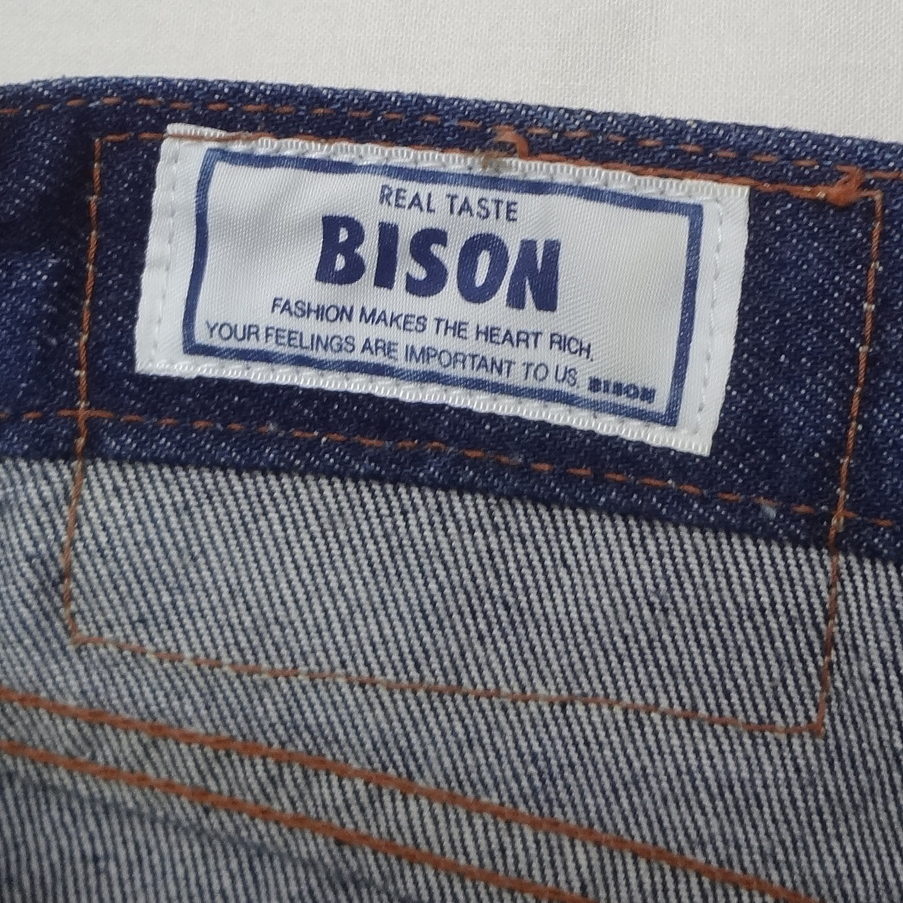 REAL TASTE
BISON
FASHION MAKES THE HEART RICH.
YOUR FEELINGS ARE IMPORTANT TO US. BISON